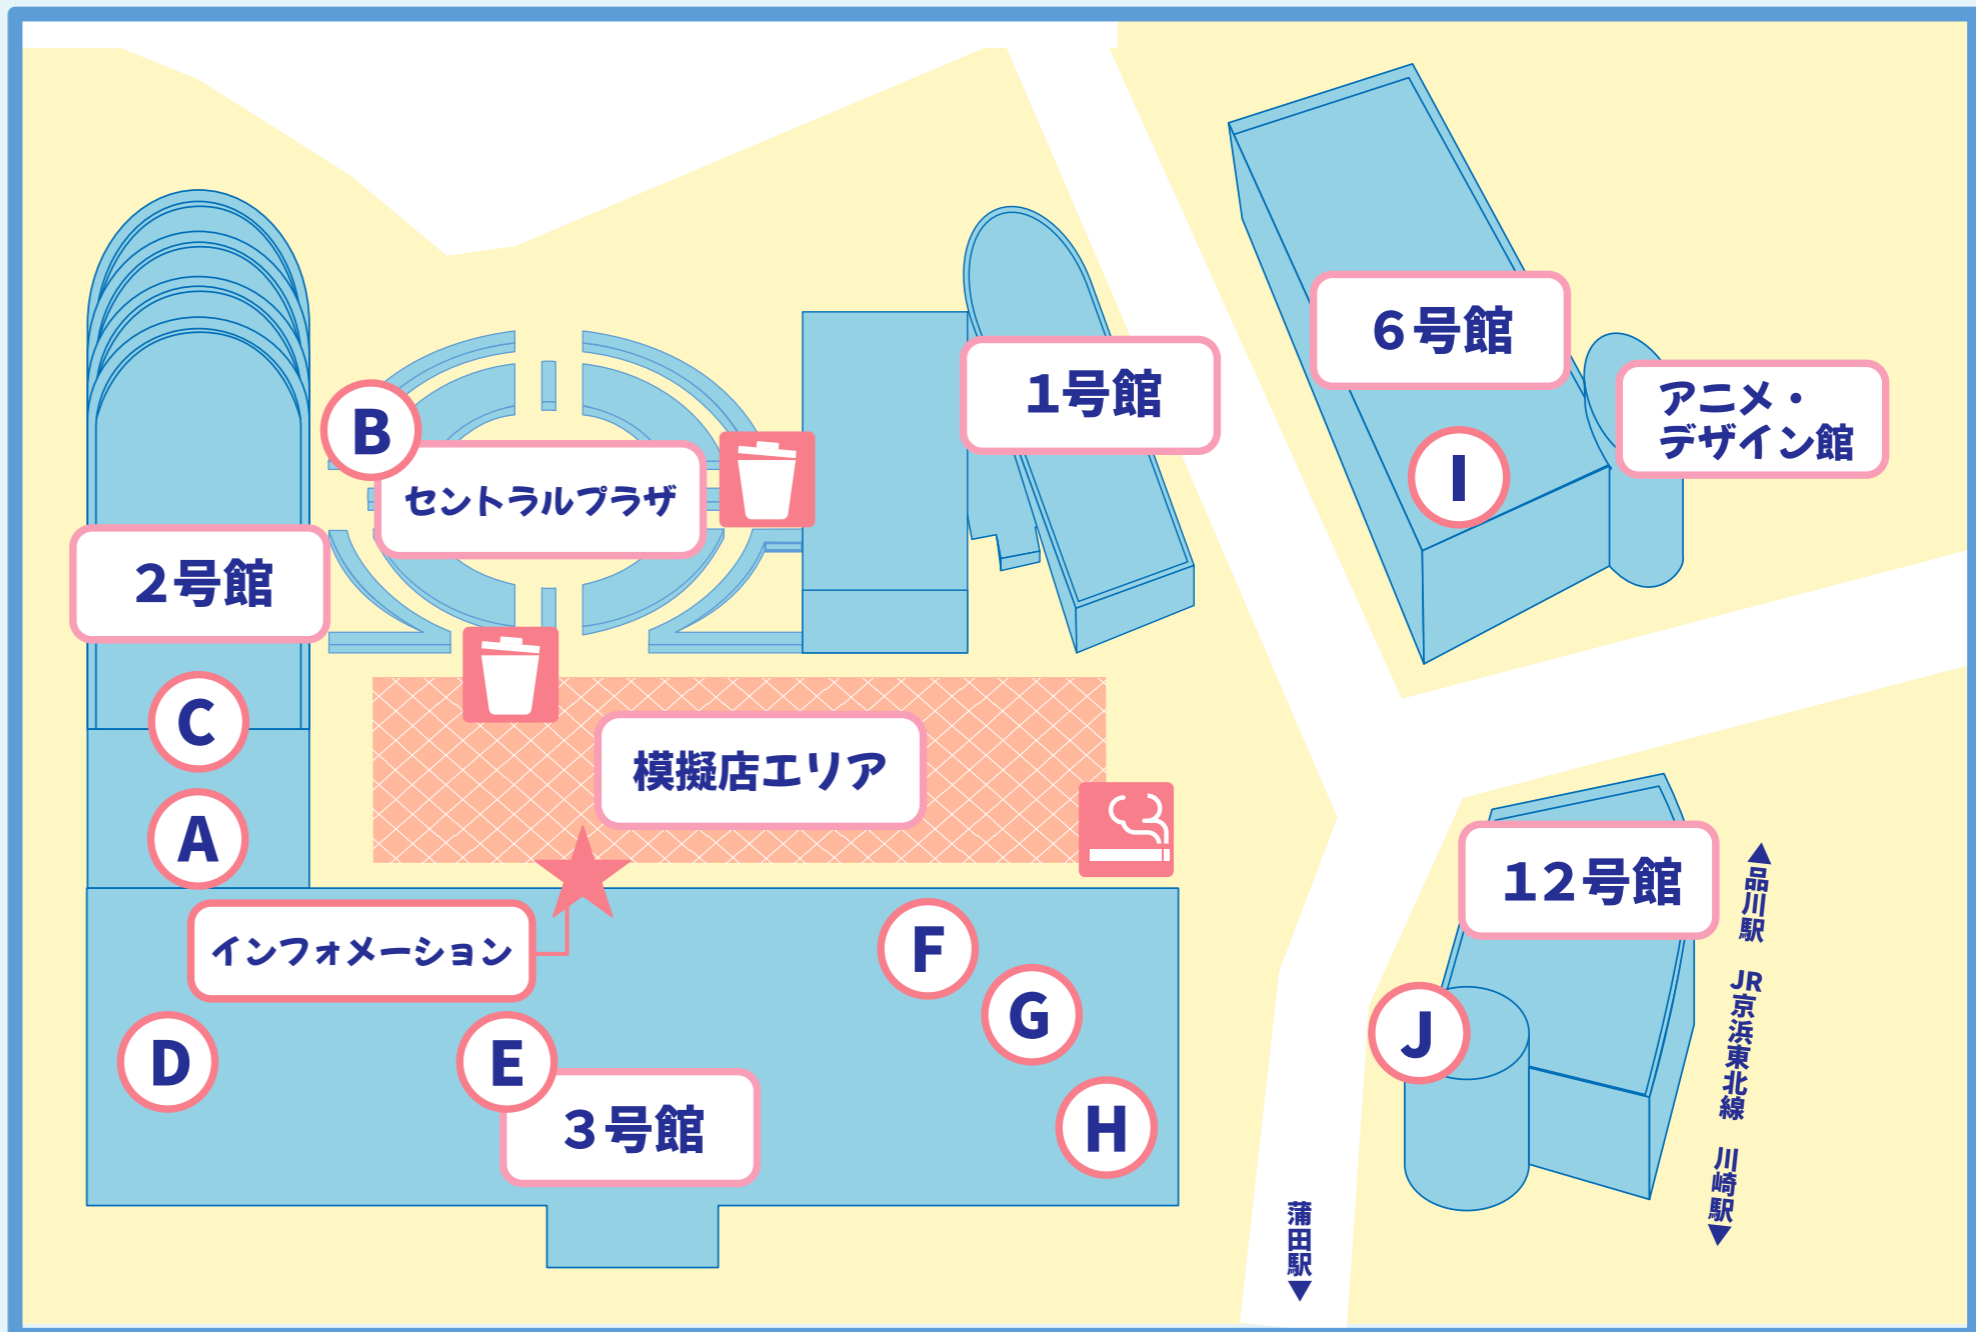 6号館
1号館
アニメ・
デザイン館
I
B
セントラルプラザ
2号館
C
A
模擬店エリア
インフォメーション
D
E
3号館
F
G
H
12号館
J
▲品川駅 JR京浜東北線 川崎駅▼
蒲田駅▼